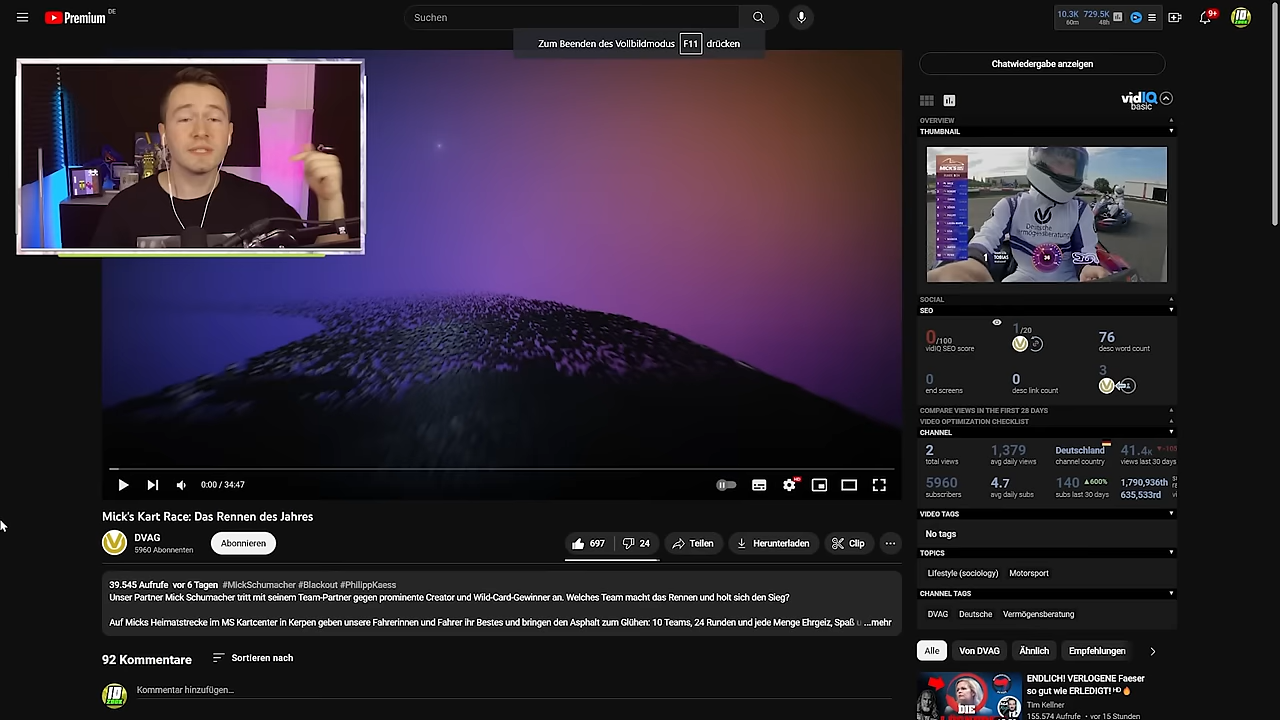 Premium
DE
Suchen
10.3K 729.5K
60m 48h
9+
Zum Beenden des Vollbildmodus F11 drücken
Chatwiedergabe anzeigen
vidIQ
basic
OVERVIEW
THUMBNAIL
Deutsche
Vermögensberatung
SOCIAL
SEO
0/100
vidIQ SEO score
1/20
76
desc word count
0
end screens
0
desc link count
3
COMPARE VIEWS IN THE FIRST 28 DAYS
VIDEO OPTIMIZATION CHECKLIST
CHANNEL
2
total views
1,379
avg daily views
Deutschland
channel country
41.4K
views last 30 days
5960
subscribers
4.7
avg daily subs
140 ▲600%
subs last 30 days
1,790,936th
635,533rd
VIDEO TAGS
No tags
TOPICS
Lifestyle (sociology) Motorsport
CHANNEL TAGS
DVAG Deutsche Vermögensberatung
Alle Von DVAG Ähnlich Empfehlungen
DIE
ENDLICH! VERLOGENE Faeser
so gut wie ERLEDIGT! HD🔥
Tim Kellner
155.574 Aufrufe • vor 15 Stunden
0:00 / 34:47
HD
Mick's Kart Race: Das Rennen des Jahres
DVAG
5960 Abonnenten
Abonnieren
697 24 Teilen Herunterladen Clip
39.545 Aufrufe vor 6 Tagen #MickSchumacher #Blackout #PhilippKaess
Unser Partner Mick Schumacher tritt mit seinem Team-Partner gegen prominente Creator und Wild-Card-Gewinner an. Welches Team macht das Rennen und holt sich den Sieg?
Auf Micks Heimatstrecke im MS Kartcenter in Kerpen geben unsere Fahrerinnen und Fahrer ihr Bestes und bringen den Asphalt zum Glühen: 10 Teams, 24 Runden und jede Menge Ehrgeiz, Spaß u ...mehr
92 Kommentare Sortieren nach
Kommentar hinzufügen...